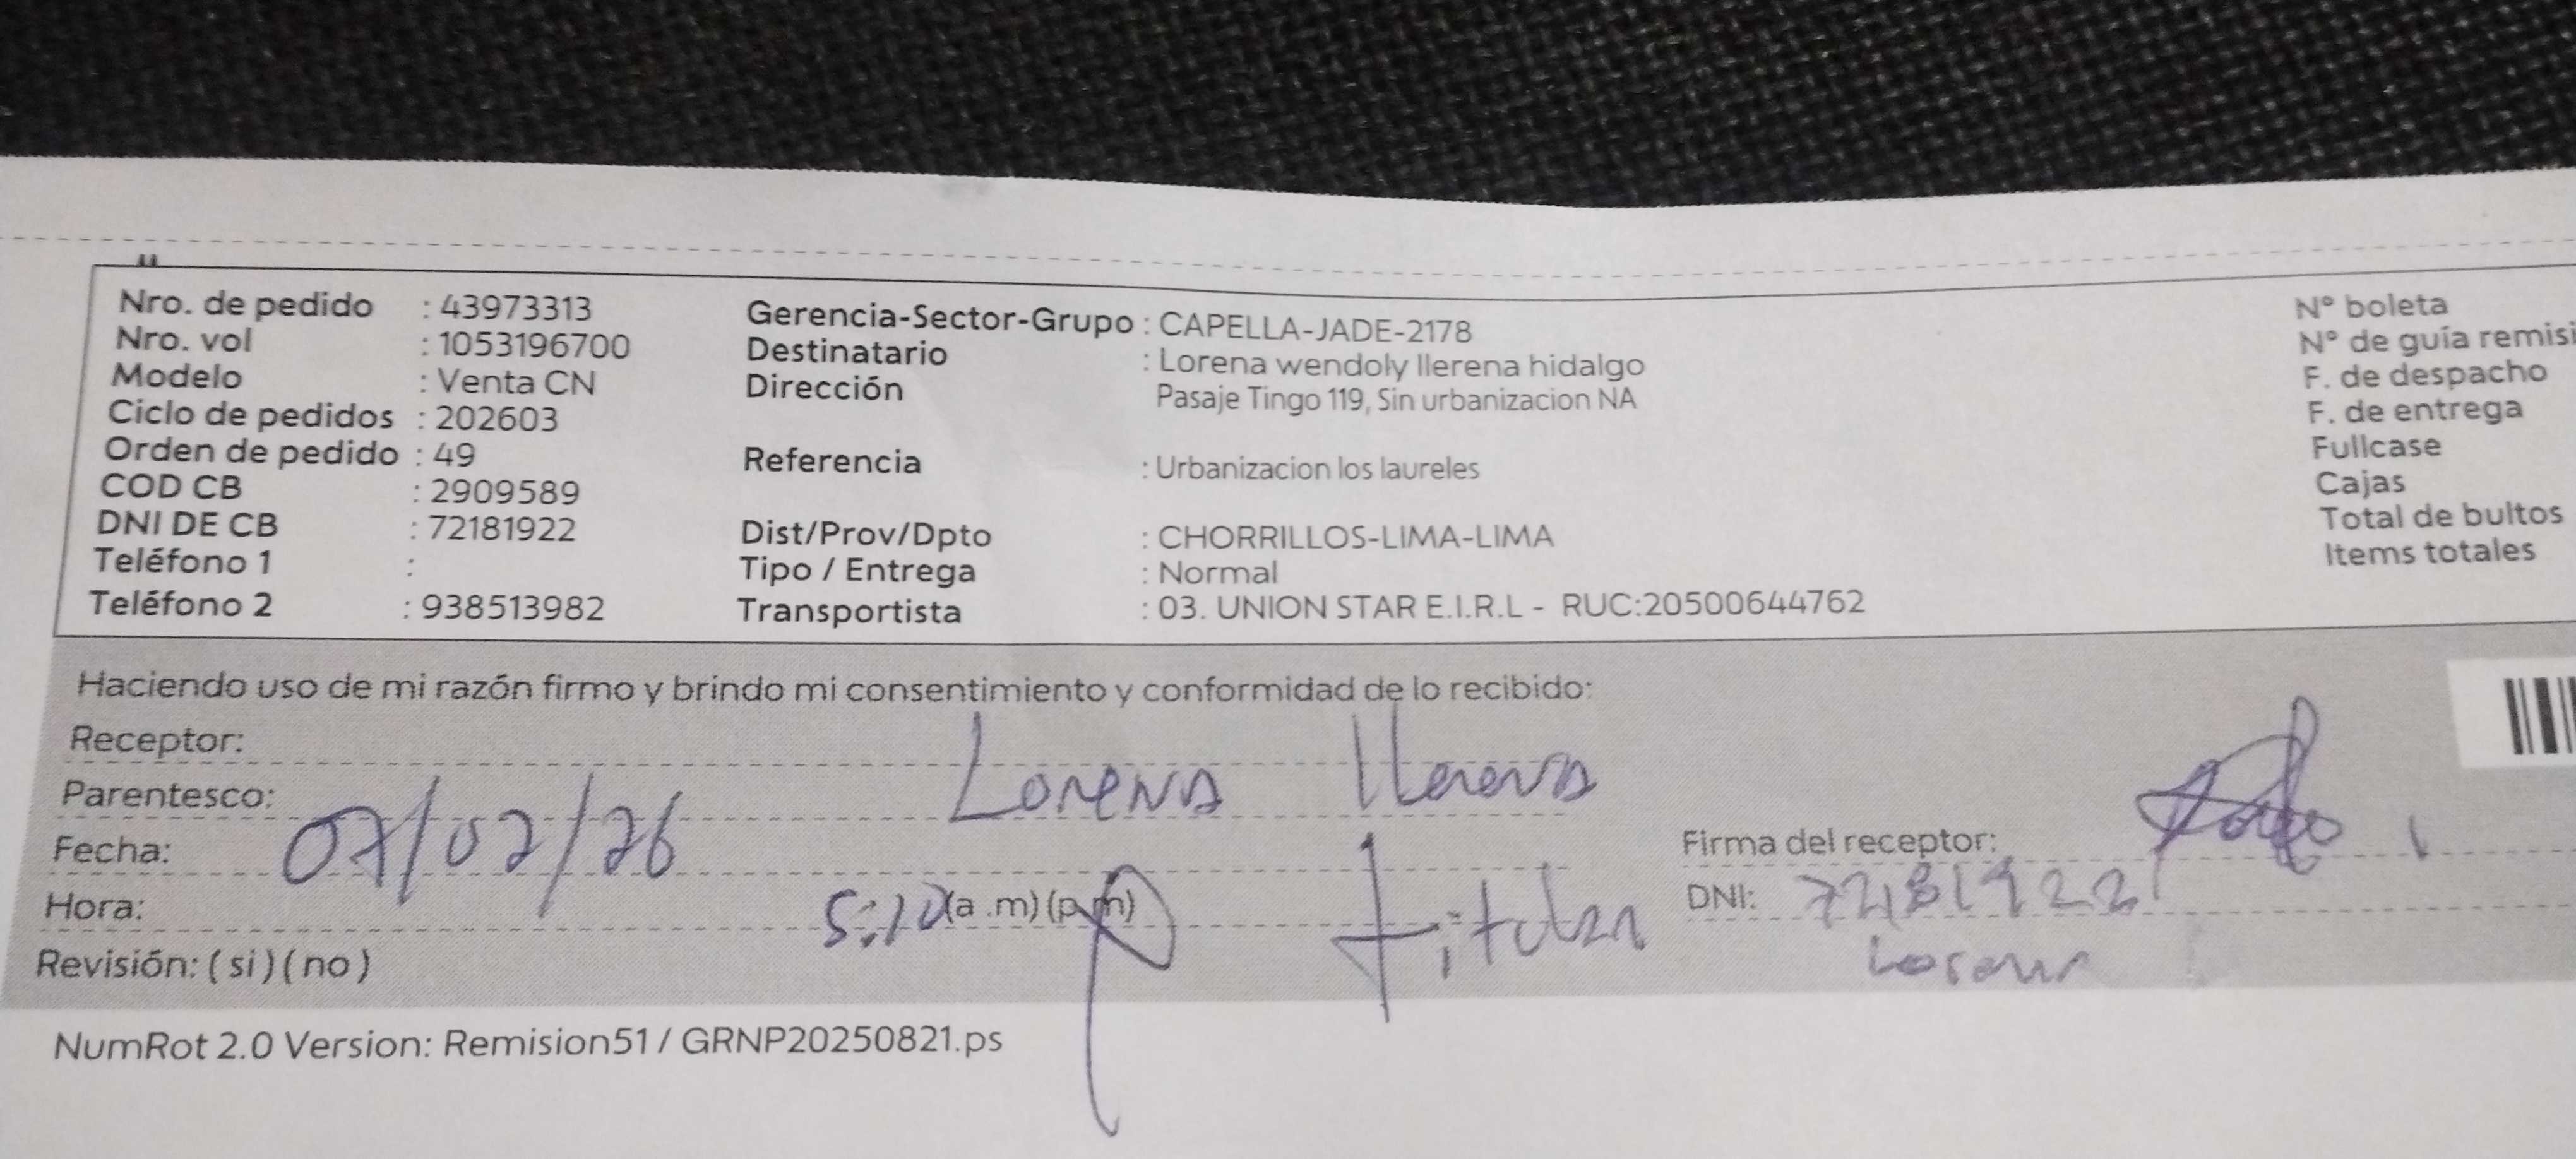 Nro. de pedido : 43973313
Nro. vol : 1053196700
Modelo : Venta CN
Ciclo de pedidos : 202603
Orden de pedido : 49
COD CB : 2909589
DNI DE CB : 72181922
Teléfono 1 :
Teléfono 2 : 938513982
Gerencia-Sector-Grupo : CAPELLA-JADE-2178
Destinatario : Lorena wendoly llerena hidalgo
Dirección Pasaje Tingo 119, Sin urbanizacion NA
Referencia : Urbanizacion los laureles
Dist/Prov/Dpto : CHORRILLOS-LIMA-LIMA
Tipo / Entrega : Normal
Transportista : 03. UNION STAR E.I.R.L - RUC:20500644762
N° boleta
N° de guía remisi
F. de despacho
F. de entrega
Fullcase
Cajas
Total de bultos
Items totales
Haciendo uso de mi razón firmo y brindo mi consentimiento y conformidad de lo recibido:
Receptor: Lorena llerena
Parentesco: titular
Fecha: 07/02/26
Hora: 5:10 (a .m) (p.m)
Revisión: ( si ) ( no )
Firma del receptor:
DNI: 72181922
Lorena
NumRot 2.0 Version: Remision51 / GRNP20250821.ps